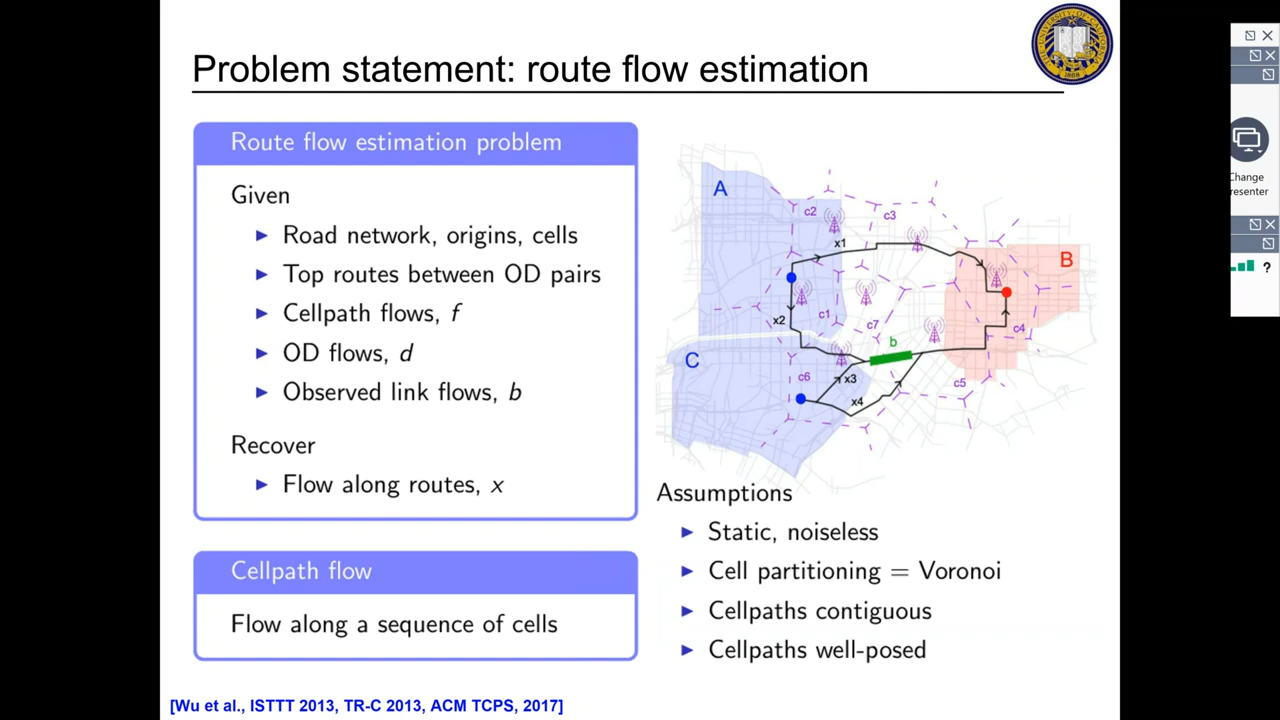 Problem statement: route flow estimation
Route flow estimation problem
Given
► Road network, origins, cells
► Top routes between OD pairs
► Cellpath flows, f
► OD flows, d
► Observed link flows, b
Recover
► Flow along routes, x
Cellpath flow
Flow along a sequence of cells
A
c2
c3
x1
B
x2
c1
c7
b
c4
C
c6
x3
c5
x4
Assumptions
► Static, noiseless
► Cell partitioning = Voronoi
► Cellpaths contiguous
► Cellpaths well-posed
[Wu et al., ISTTT 2013, TR-C 2013, ACM TCPS, 2017]
Change
resenter
?